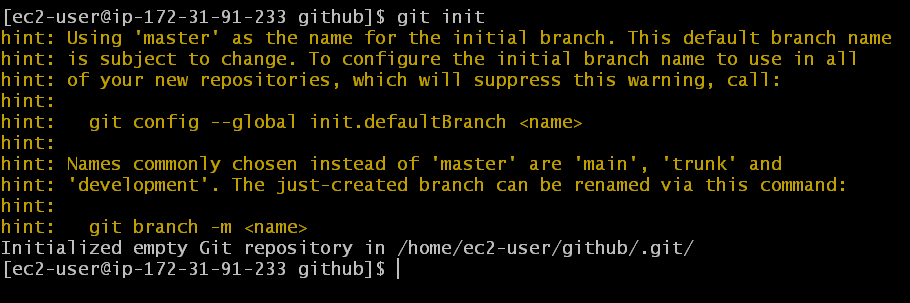 [ec2-user@ip-172-31-91-233 github]$ git init
hint: Using 'master' as the name for the initial branch. This default branch name
hint: is subject to change. To configure the initial branch name to use in all
hint: of your new repositories, which will suppress this warning, call:
hint:
hint:   git config --global init.defaultBranch <name>
hint:
hint: Names commonly chosen instead of 'master' are 'main', 'trunk' and
hint: 'development'. The just-created branch can be renamed via this command:
hint:
hint:   git branch -m <name>
Initialized empty Git repository in /home/ec2-user/github/.git/
[ec2-user@ip-172-31-91-233 github]$